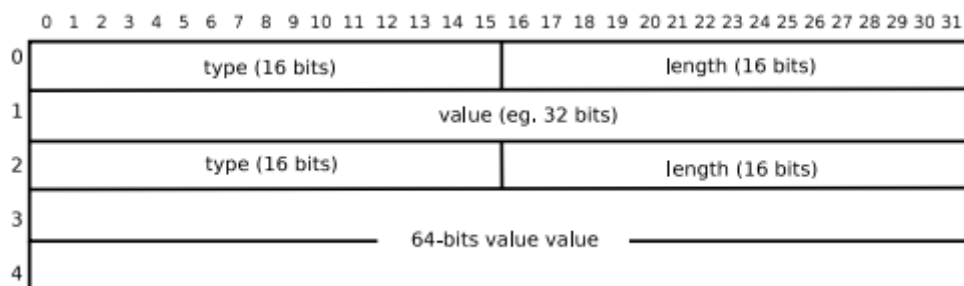 0 1 2 3 4 5 6 7 8 9 10 11 12 13 14 15 16 17 18 19 20 21 22 23 24 25 26 27 28 29 30 31
0 type (16 bits) length (16 bits)
1 value (eg. 32 bits)
2 type (16 bits) length (16 bits)
3
64-bits value value
4